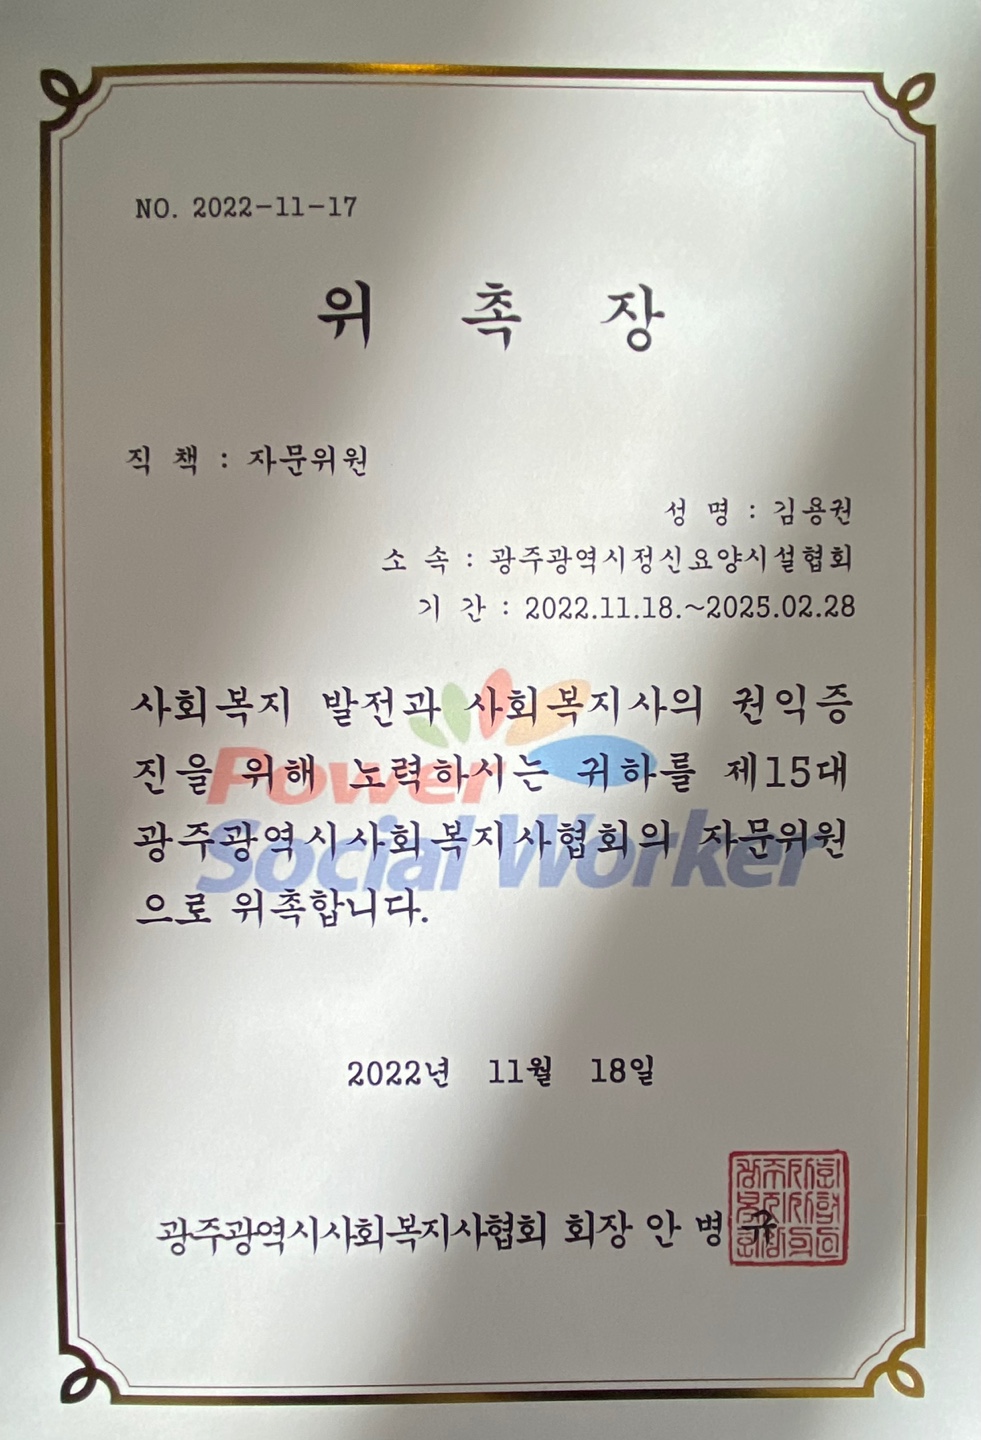 NO. 2022-11-17
위 촉 장
직 책 : 자문위원
성 명 : 김용권
소 속 : 광주광역시정신요양시설협회
기 간 : 2022.11.18.~2025.02.28
사회복지 발전과 사회복지사의 권익증
진을 위해 노력하시는 귀하를 제15대
광주광역시사회복지사협회의 자문위원
으로 위촉합니다.
Power
Social Worker
2022년 11월 18일
광주광역시사회복지사협회 회장 안 병 규